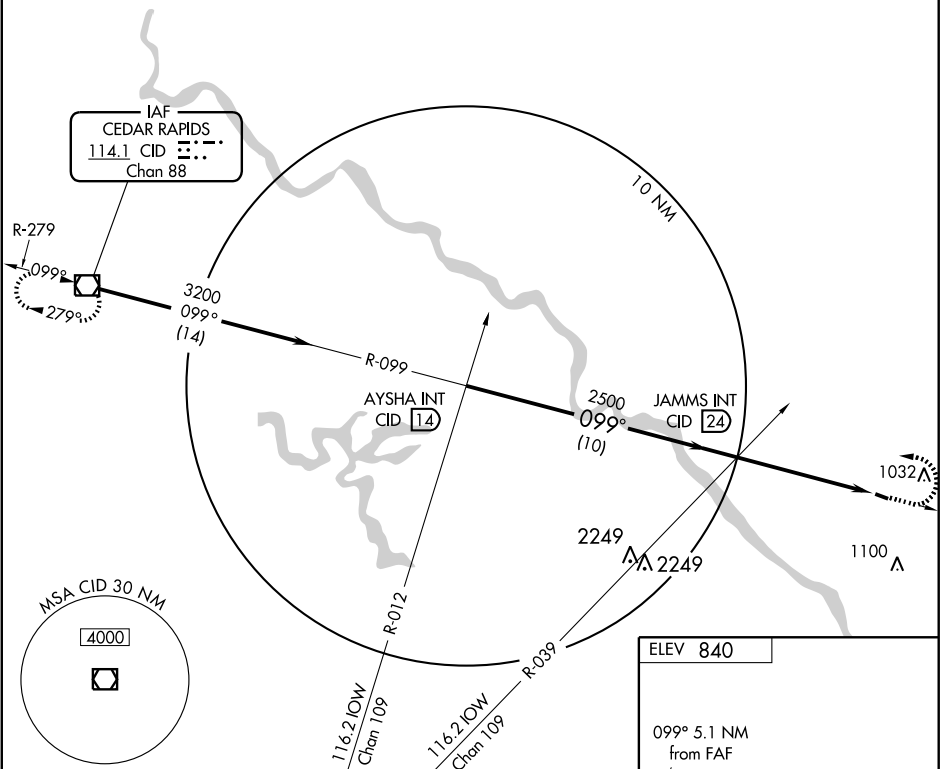 IAF
CEDAR RAPIDS
114.1 CID
Chan 88
R-279
099°
279°
3200
099°
(14)
R-099
10 NM
AYSHA INT
CID 14
2500
099°
(10)
JAMMS INT
CID 24
1032
2249
2249
1100
MSA CID 30 NM
4000
R-012
116.2 IOW
Chan 109
R-039
116.2 IOW
Chan 109
ELEV 840
099° 5.1 NM
from FAF